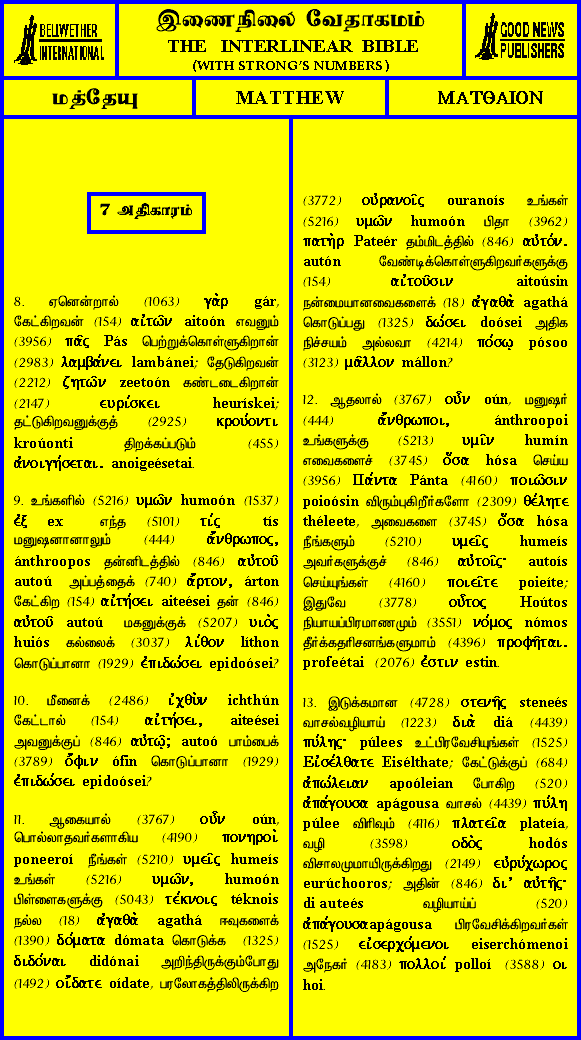 BELLWETHER
INTERNATIONAL
இணைநிலை வேதாகமம்
THE INTERLINEAR BIBLE
(WITH STRONG'S NUMBERS)
GOOD NEWS
PUBLISHERS
மத்தேயு
MATTHEW
ΜΑΤΘΑΙΟΝ
7 அதிகாரம்
8. ஏனென்றால் (1063) γὰρ gár,
கேட்கிறவன் (154) αἰτῶν aitoón எவனும்
(3956) πᾶς Pás பெற்றுக்கொள்ளுகிறான்
(2983) λαμβάνει lambánei; தேடுகிறவன்
(2212) ζητῶν zeetoón கண்டடைகிறான்
(2147) ευρίσκει heurískei;
தட்டுகிறவனுக்குத் (2925) κρούοντι
kroúonti திறக்கப்படும் (455)
ἀνοιγήσεται. anoigeésetai.
9. உங்களில் (5216) υμῶν humoón (1537)
ἐξ ex எந்த (5101) τίς tís
மனுஷனானாலும் (444) ἄνθρωπος,
ánthroopos தன்னிடத்தில் (846) αὐτοῦ
autoú அப்பத்தைக் (740) ἄρτον, árton
கேட்கிற (154) αἰτήσει aiteései தன் (846)
αὐτοῦ autoú மகனுக்குக் (5207) υιὸς
huiós கல்லைக் (3037) λίθον líthon
கொடுப்பானா (1929) ἐπιδώσει epidoósei?
10. மீனைக் (2486) ἰχθὺν ichthún
கேட்டால் (154) αἰτήσει, aiteései
அவனுக்குப் (846) αὐτῷ; autoó பாம்பைக்
(3789) ὄφιν ófin கொடுப்பானா (1929)
ἐπιδώσει epidoósei?
11. ஆகையால் (3767) οὖν oún,
பொல்லாதவர்களாகிய (4190) πονηροὶ
poneeroí நீங்கள் (5210) υμεῖς humeís
உங்கள் (5216) υμῶν, humoón
பிள்ளைகளுக்கு (5043) τέκνοις téknois
நல்ல (18) ἀγαθὰ agathá ஈவுகளைக்
(1390) δόματα dómata கொடுக்க (1325)
διδόναι didónai அறிந்திருக்கும்போது
(1492) οἴδατε oídate, பரலோகத்திலிருக்கிற
(3772) οὐρανοῖς ouranoís உங்கள்
(5216) υμῶν humoón பிதா (3962)
πατὴρ Pateér தம்மிடத்தில் (846) αὐτόν.
autón வேண்டிக்கொள்ளுகிறவர்களுக்கு
(154) αἰτοῦσιν aitoúsin
நன்மையானவைகளைக் (18) ἀγαθὰ agathá
கொடுப்பது (1325) δώσει doósei அதிக
நிச்சயம் அல்லவா (4214) πόσῳ pósoo
(3123) μᾶλλον mállon?
12. ஆதலால் (3767) οὖν oún, மனுஷர்
(444) ἄνθρωποι, ánthroopoi
உங்களுக்கு (5213) υμῖν humín
எவைகளைச் (3745) ὅσα hósa செய்ய
(3956) Πάντα Pánta (4160) ποιῶσιν
poioósin விரும்புகிறீர்களோ (2309) θέλητε
théleete, அவைகளை (3745) ὅσα hósa
நீங்களும் (5210) υμεῖς humeís
அவர்களுக்குச் (846) αὐτοῖς· autoís
செய்யுங்கள் (4160) ποιεῖτε poieíte;
இதுவே (3778) οὗτος Hoútos
நியாயப்பிரமாணமும் (3551) νόμος nómos
தீர்க்கதரிசனங்களுமாம் (4396) προφῆται.
profeétai (2076) ἐστιν estin.
13. இடுக்கமான (4728) στενῆς steneés
வாசல்வழியாய் (1223) διὰ diá (4439)
πύλης· púlees உட்பிரவேசியுங்கள் (1525)
Εἰσέλθατε Eisélthate; கேட்டுக்குப் (684)
ἀπώλειαν apoóleian போகிற (520)
ἀπάγουσα apágousa வாசல் (4439) πύλη
púlee விரிவும் (4116) πλατεῖα plateía,
வழி (3598) οδὸς hodós
விசாலமுமாயிருக்கிறது (2149) εὐρύχωρος
eurúchooros; அதின் (846) δι' αὐτῆς·
di auteés வழியாய்ப் (520)
ἀπάγουσα apágousa பிரவேசிக்கிறவர்கள்
(1525) εἰσερχόμενοι eiserchómenoi
அநேகர் (4183) πολλοί polloí (3588) οι
hoi.